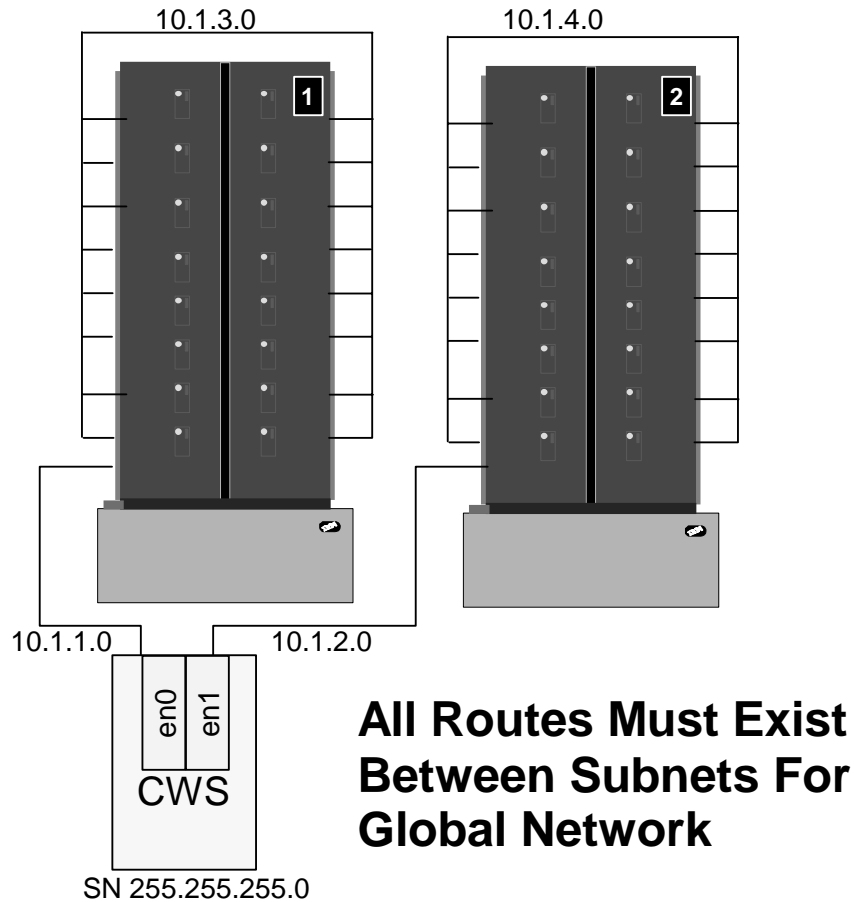 10.1.3.0
10.1.4.0
1
2
10.1.1.0
10.1.2.0
en0
en1
CWS
SN 255.255.255.0
All Routes Must Exist
Between Subnets For
Global Network